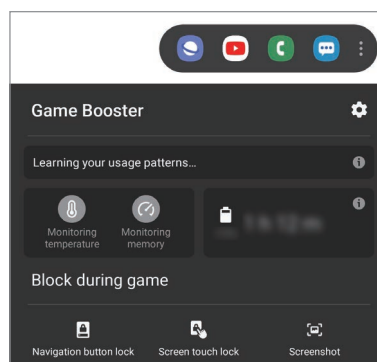 Game Booster
Learning your usage patterns...
Monitoring
temperature
Monitoring
memory
Block during game
Navigation button lock
Screen touch lock
Screenshot